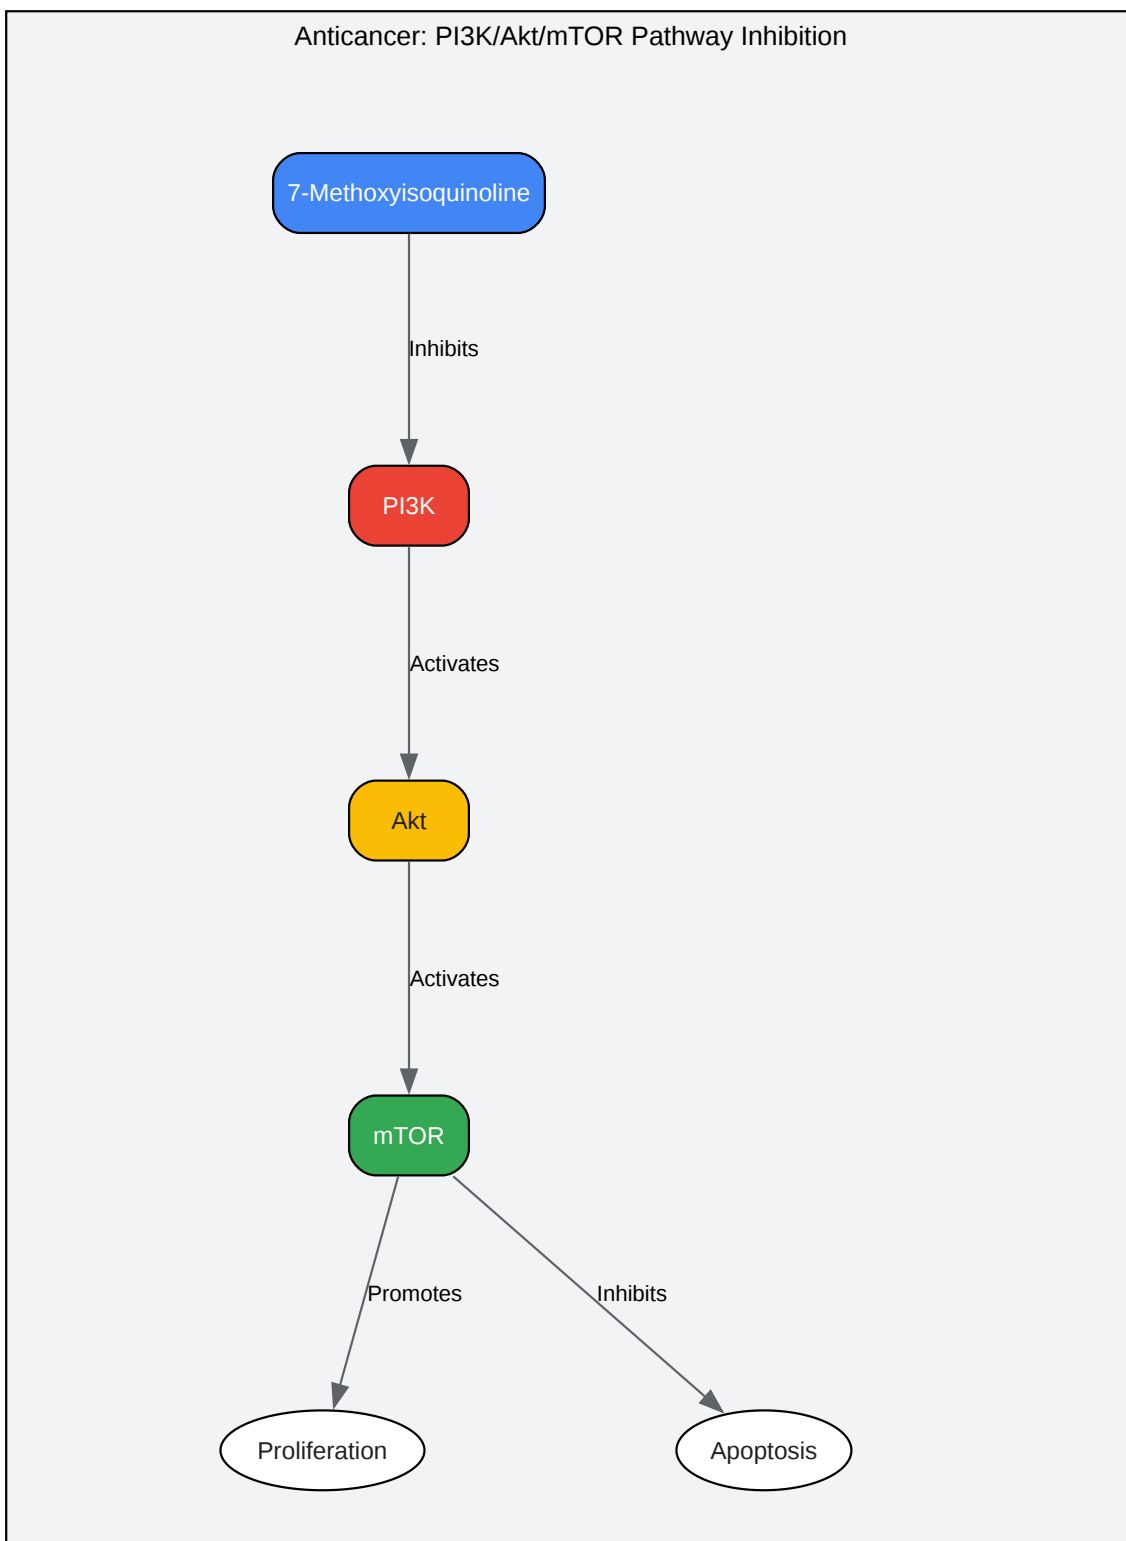 Anticancer: PI3K/Akt/mTOR Pathway Inhibition
7-Methoxyisoquinoline
Inhibits
PI3K
Activates
Akt
Activates
mTOR
Promotes
Inhibits
Proliferation
Apoptosis